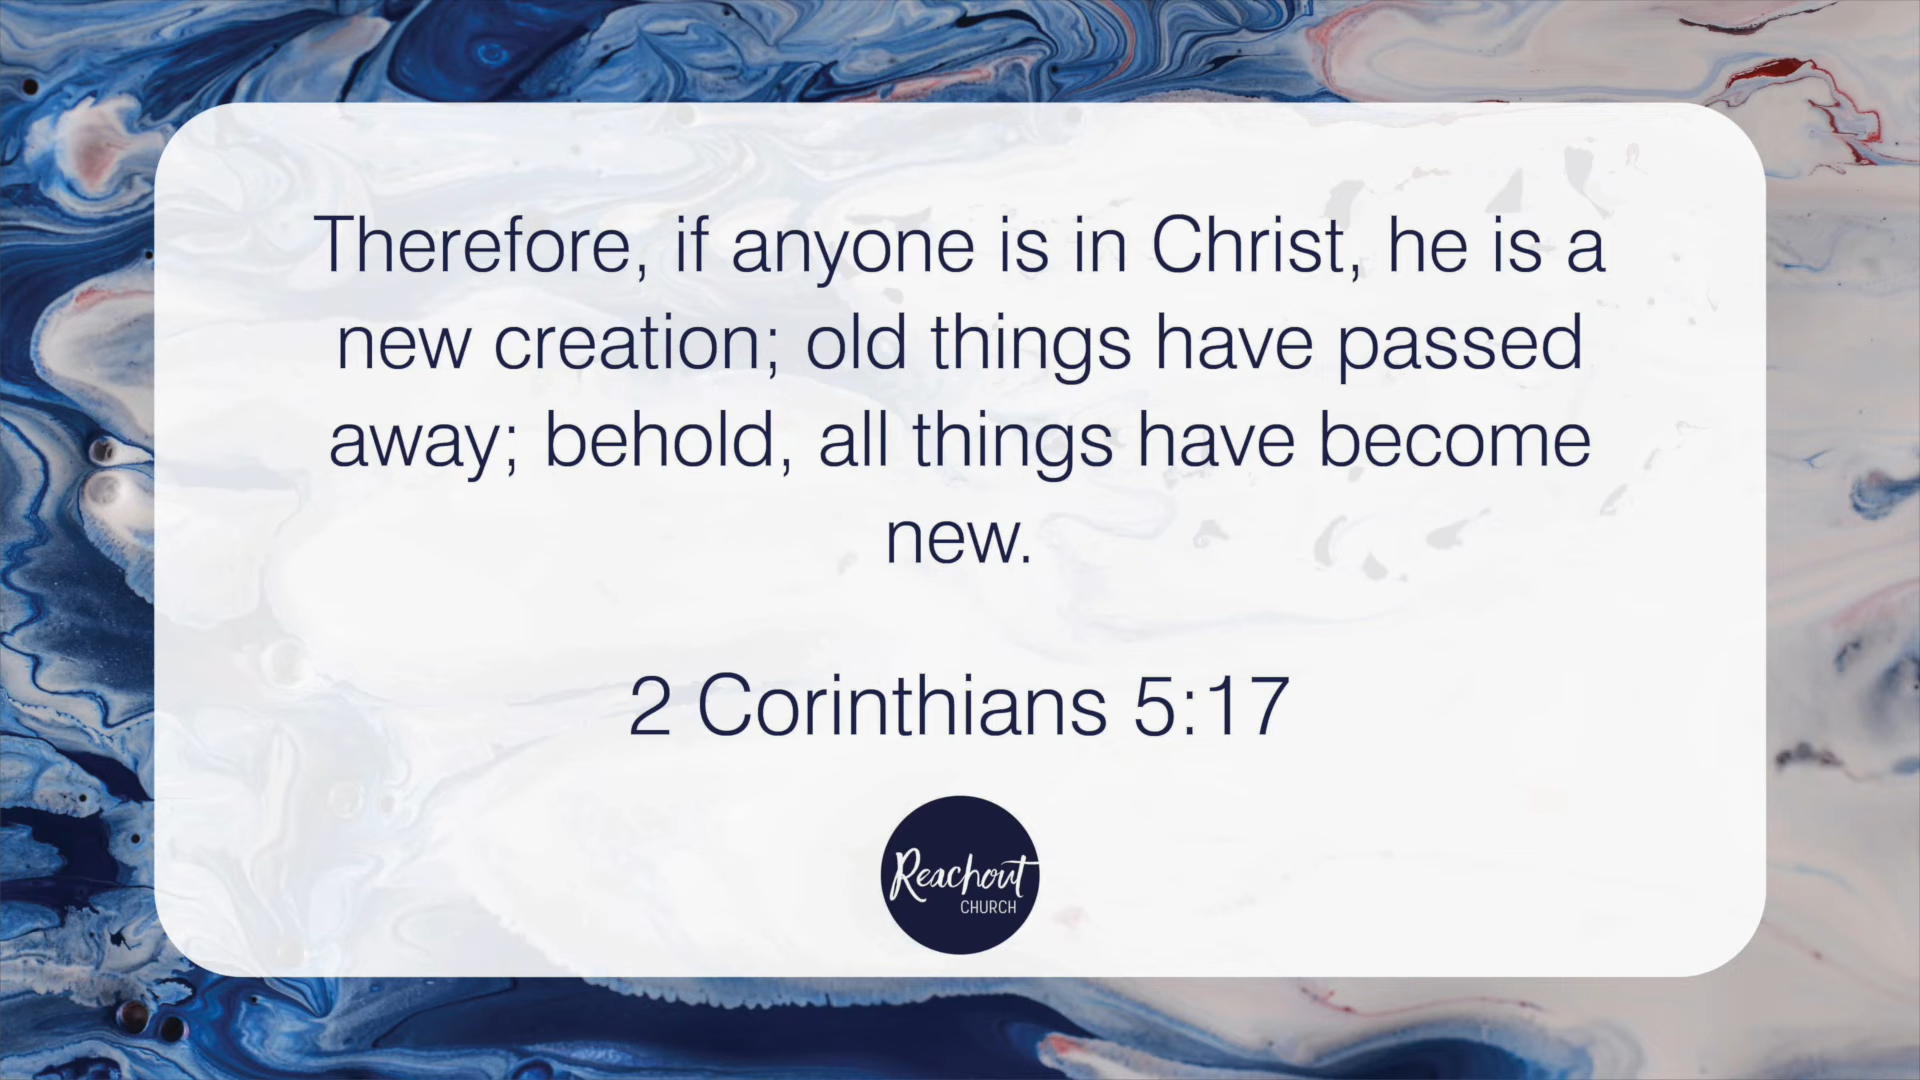 Therefore, if anyone is in Christ, he is a
new creation; old things have passed
away; behold, all things have become
new.
2 Corinthians 5:17
Reachout
CHURCH